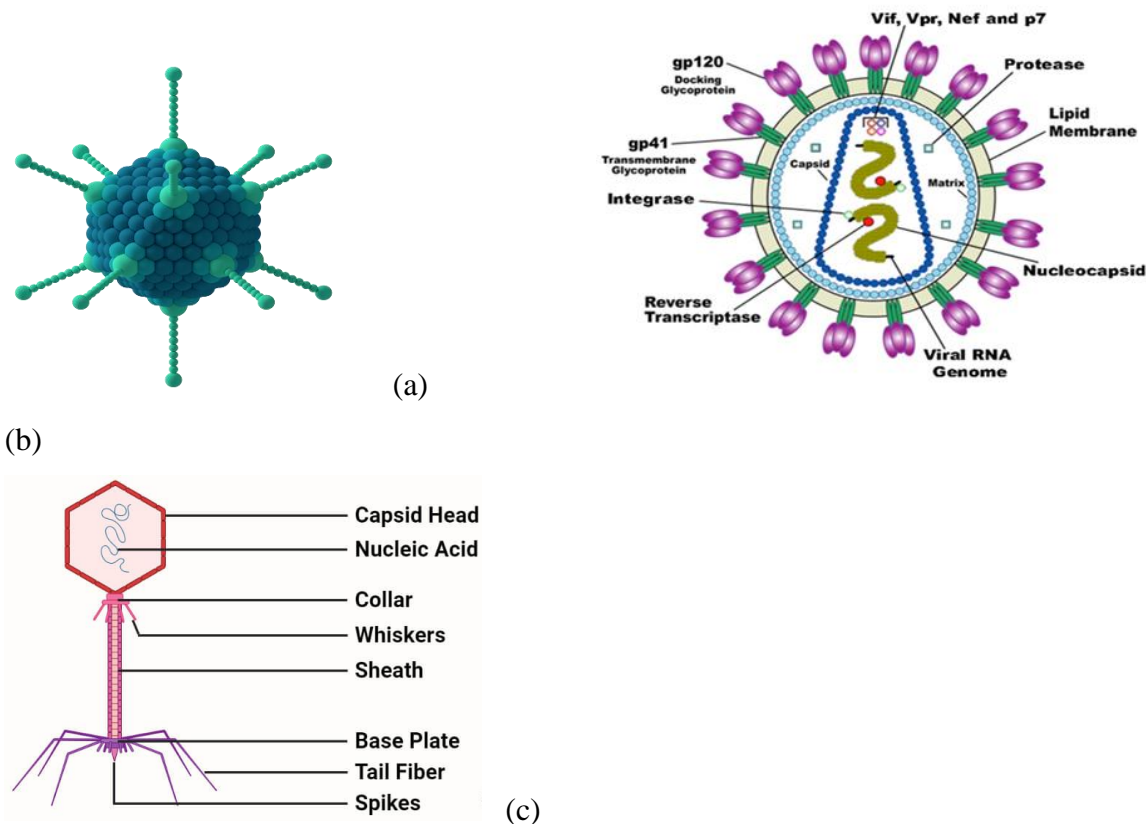 Vif, Vpr, Nef and p7
gp120
Docking
Glycoprotein
Protease
Lipid
Membrane
gp41
Transmembrane
Glycoprotein
Capsid
Matrix
Integrase
Nucleocapsid
Reverse
Transcriptase
Viral RNA
Genome
(a)
(b)
Capsid Head
Nucleic Acid
Collar
Whiskers
Sheath
Base Plate
Tail Fiber
Spikes
(c)